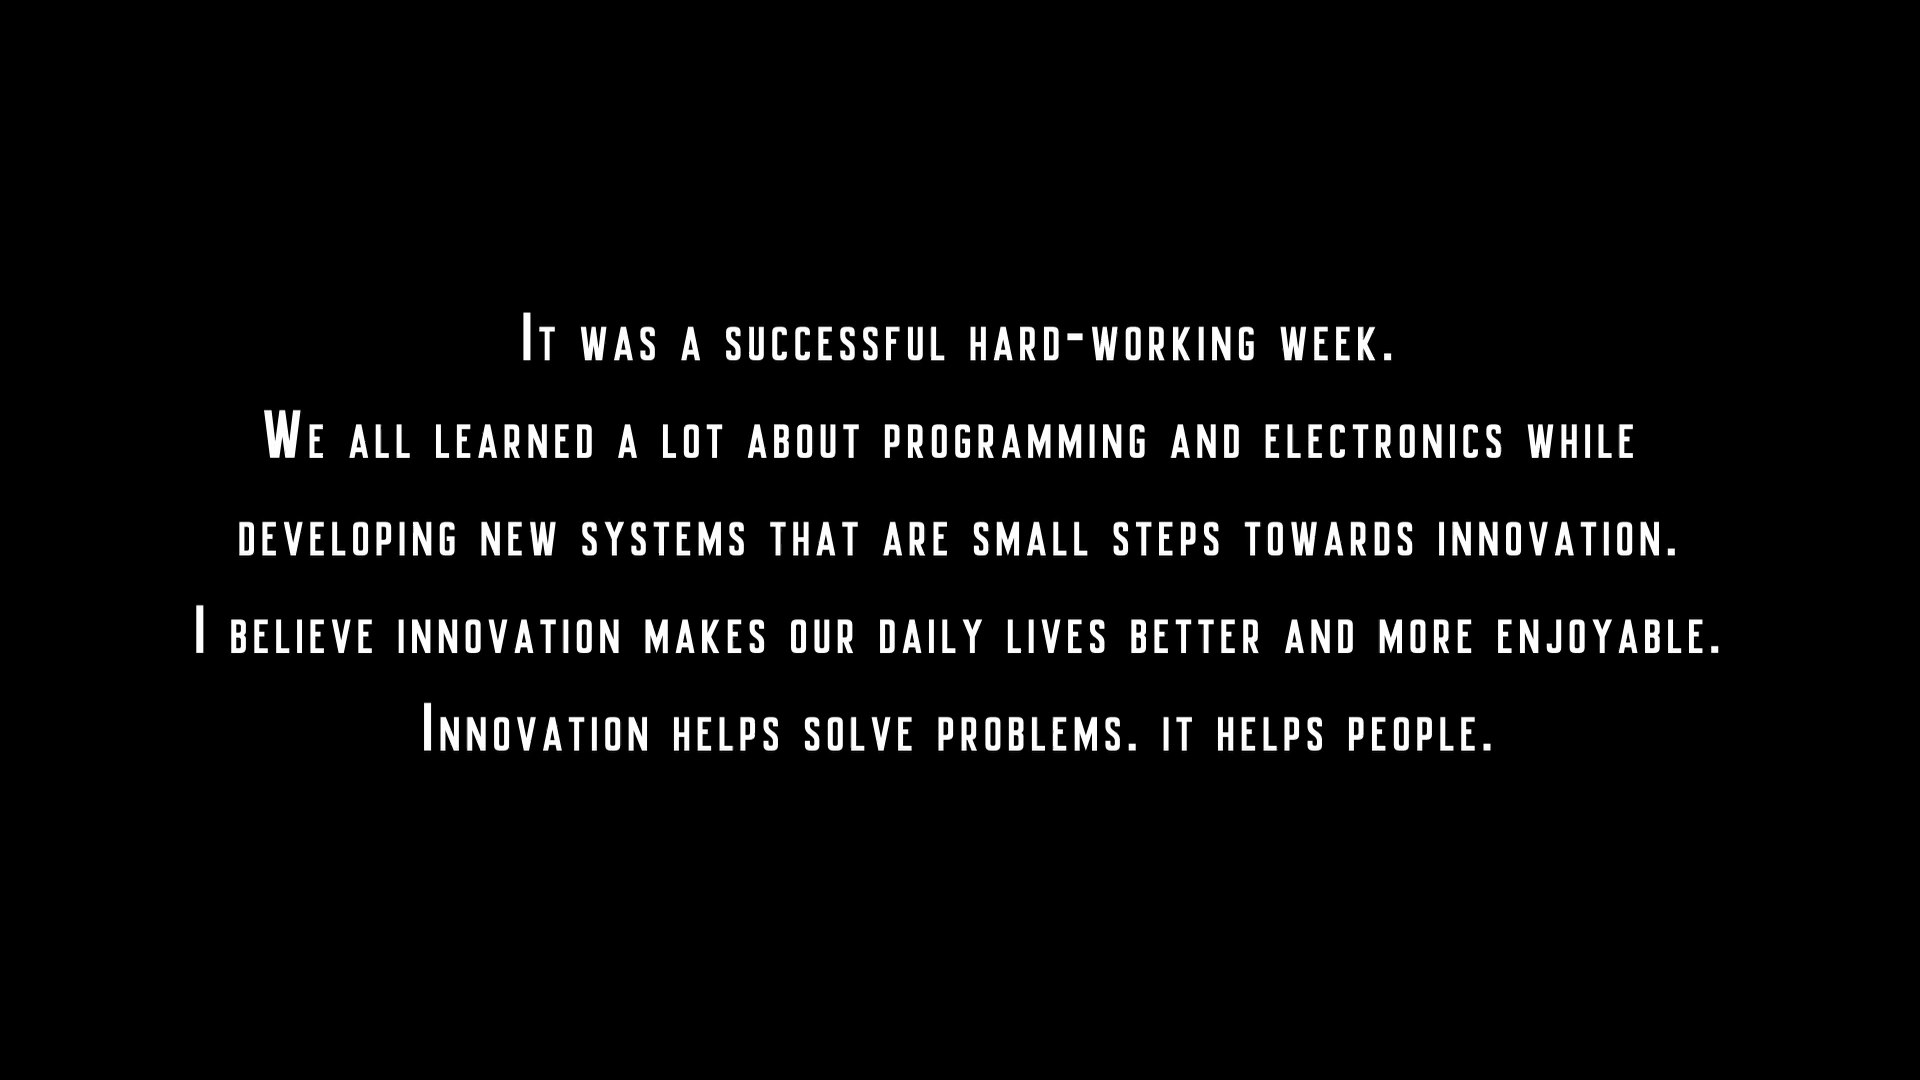 It was a successful hard-working week.
We all learned a lot about programming and electronics while
developing new systems that are small steps towards innovation.
I believe innovation makes our daily lives better and more enjoyable.
Innovation helps solve problems. it helps people.